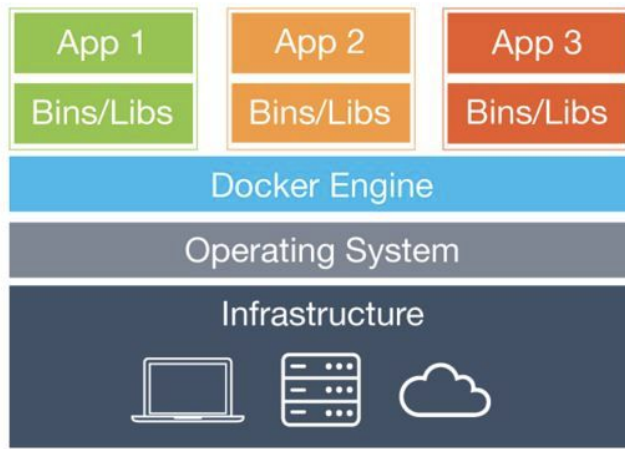 App 1
App 2
App 3
Bins/Libs
Bins/Libs
Bins/Libs
Docker Engine
Operating System
Infrastructure